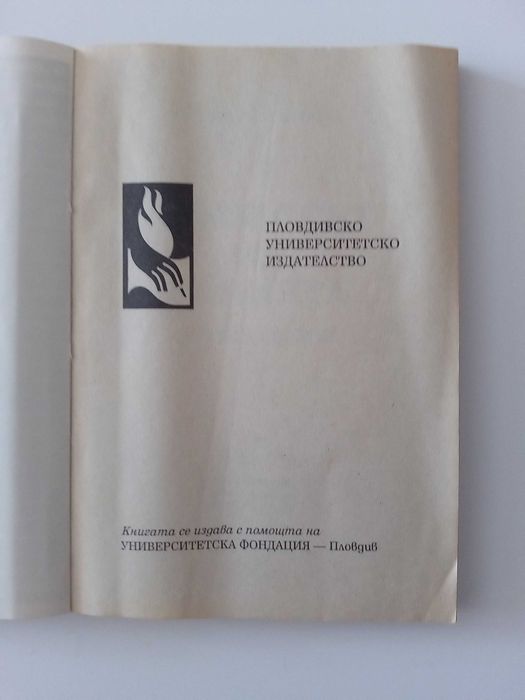 ПЛОВДИВСКО
УНИВЕРСИТЕТСКО
ИЗДАТЕЛСТВО
Книгата се издава с помощта на
УНИВЕРСИТЕТСКА ФОНДАЦИЯ — Пловдив